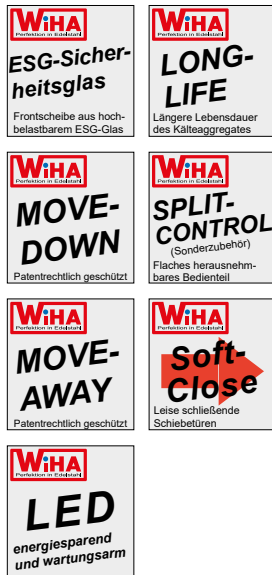 WiHA
Perfektion in Edelstahl
ESG-Sicher-
heitsglas
Frontscheibe aus hoch-
belastbarem ESG-Glas
WiHA
Perfektion in Edelstahl
LONG-
LIFE
Längere Lebensdauer
des Kälteaggregates
WiHA
Perfektion in Edelstahl
MOVE-
DOWN
Patentrechtlich geschützt
WiHA
Perfektion in Edelstahl
SPLIT-
CONTROL
(Sonderzubehör)
Flaches herausnehm-
bares Bedienteil
WiHA
Perfektion in Edelstahl
MOVE-
AWAY
Patentrechtlich geschützt
WiHA
Perfektion in Edelstahl
Soft-
Close
Leise schließende
Schiebetüren
WiHA
Perfektion in Edelstahl
LED
energiesparend
und wartungsarm